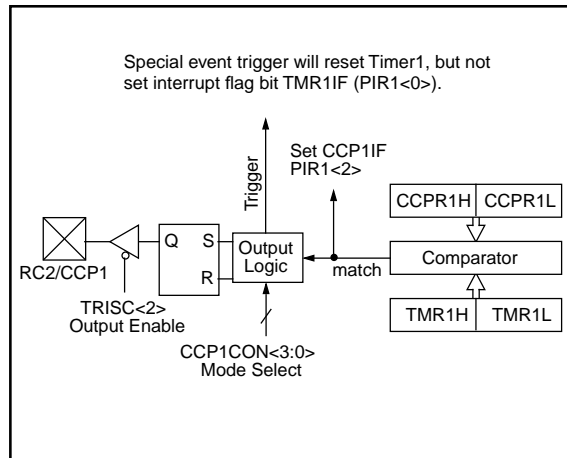 Special event trigger will reset Timer1, but not
set interrupt flag bit TMR1IF (PIR1<0>).
Trigger
Set CCP1IF
PIR1<2>
CCPR1H CCPR1L
Q S
R
Output
Logic
match
Comparator
RC2/CCP1
TRISC<2>
Output Enable
TMR1H TMR1L
CCP1CON<3:0>
Mode Select